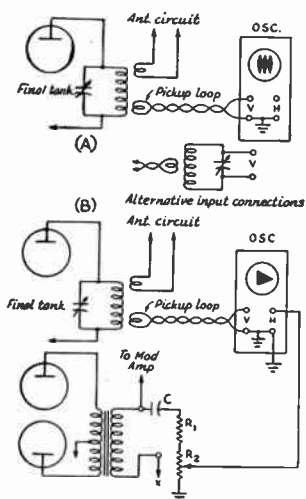 Ant. circuit
OSC.
Final tank
Pickup loop
V H
(A)
V
Alternative input connections
(B)
Ant. circuit
OSC
Final tank
Pickup loop
V H
To Mod
Amp
C
R₁
R₂
x